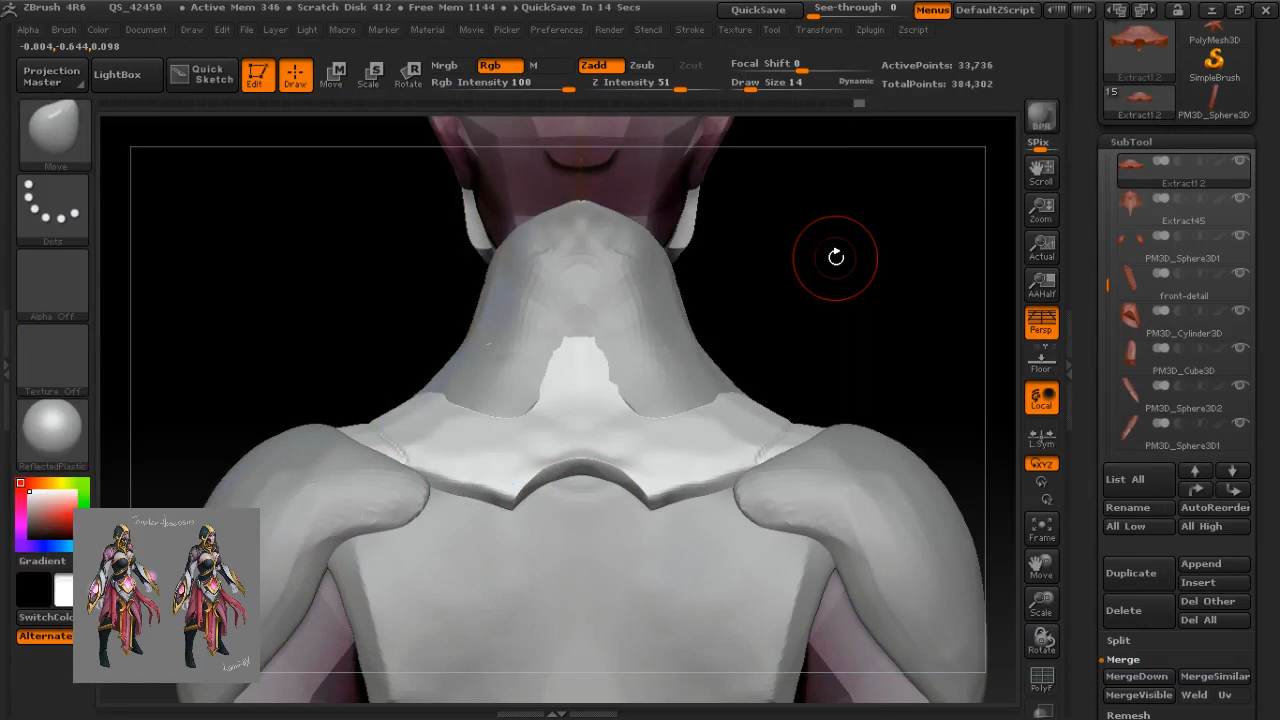 ZBrush 4R6 QS_42450 • Active Mem 346 • Scratch Disk 412 • Free Mem 1144 • ▸QuickSave In 14 Secs QuickSave See-through 0 Menus DefaultZScript
Alpha Brush Color Document Draw Edit File Layer Light Macro Marker Material Movie Picker Preferences Render Stencil Stroke Texture Tool Transform Zplugin Zscript
-0.004,-0.644,0.098
Projection Master
LightBox
Quick Sketch
Edit
Draw
Move
Scale
Rotate
Mrgb Rgb M
Rgb Intensity 100
Zadd Zsub Zcut
Z Intensity 51
Focal Shift 0
Draw Size 14 Dynamic
ActivePoints: 33,736
TotalPoints: 384,302
Move
Dots
Alpha Off
Texture Off
ReflectedPlastic
Gradient
SwitchColo
Alternate
Templar Assassin
BPR
SPix
Scroll
Zoom
Actual
AAHalf
Persp
Floor
Local
L.Sym
XYZ
Frame
Move
Scale
Rotate
PolyF
PolyMesh3D
Extract12
SimpleBrush
15
Extract12
PM3D_Sphere3D
SubTool
Extract12
Extract45
PM3D_Sphere3D1
front-detail
PM3D_Cylinder3D
PM3D_Cube3D
PM3D_Sphere3D2
PM3D_Sphere3D1
List All
Rename AutoReorder
All Low All High
Duplicate
Append
Insert
Delete
Del Other
Del All
Split
Merge
MergeDown MergeSimilar
MergeVisible Weld Uv
Remesh